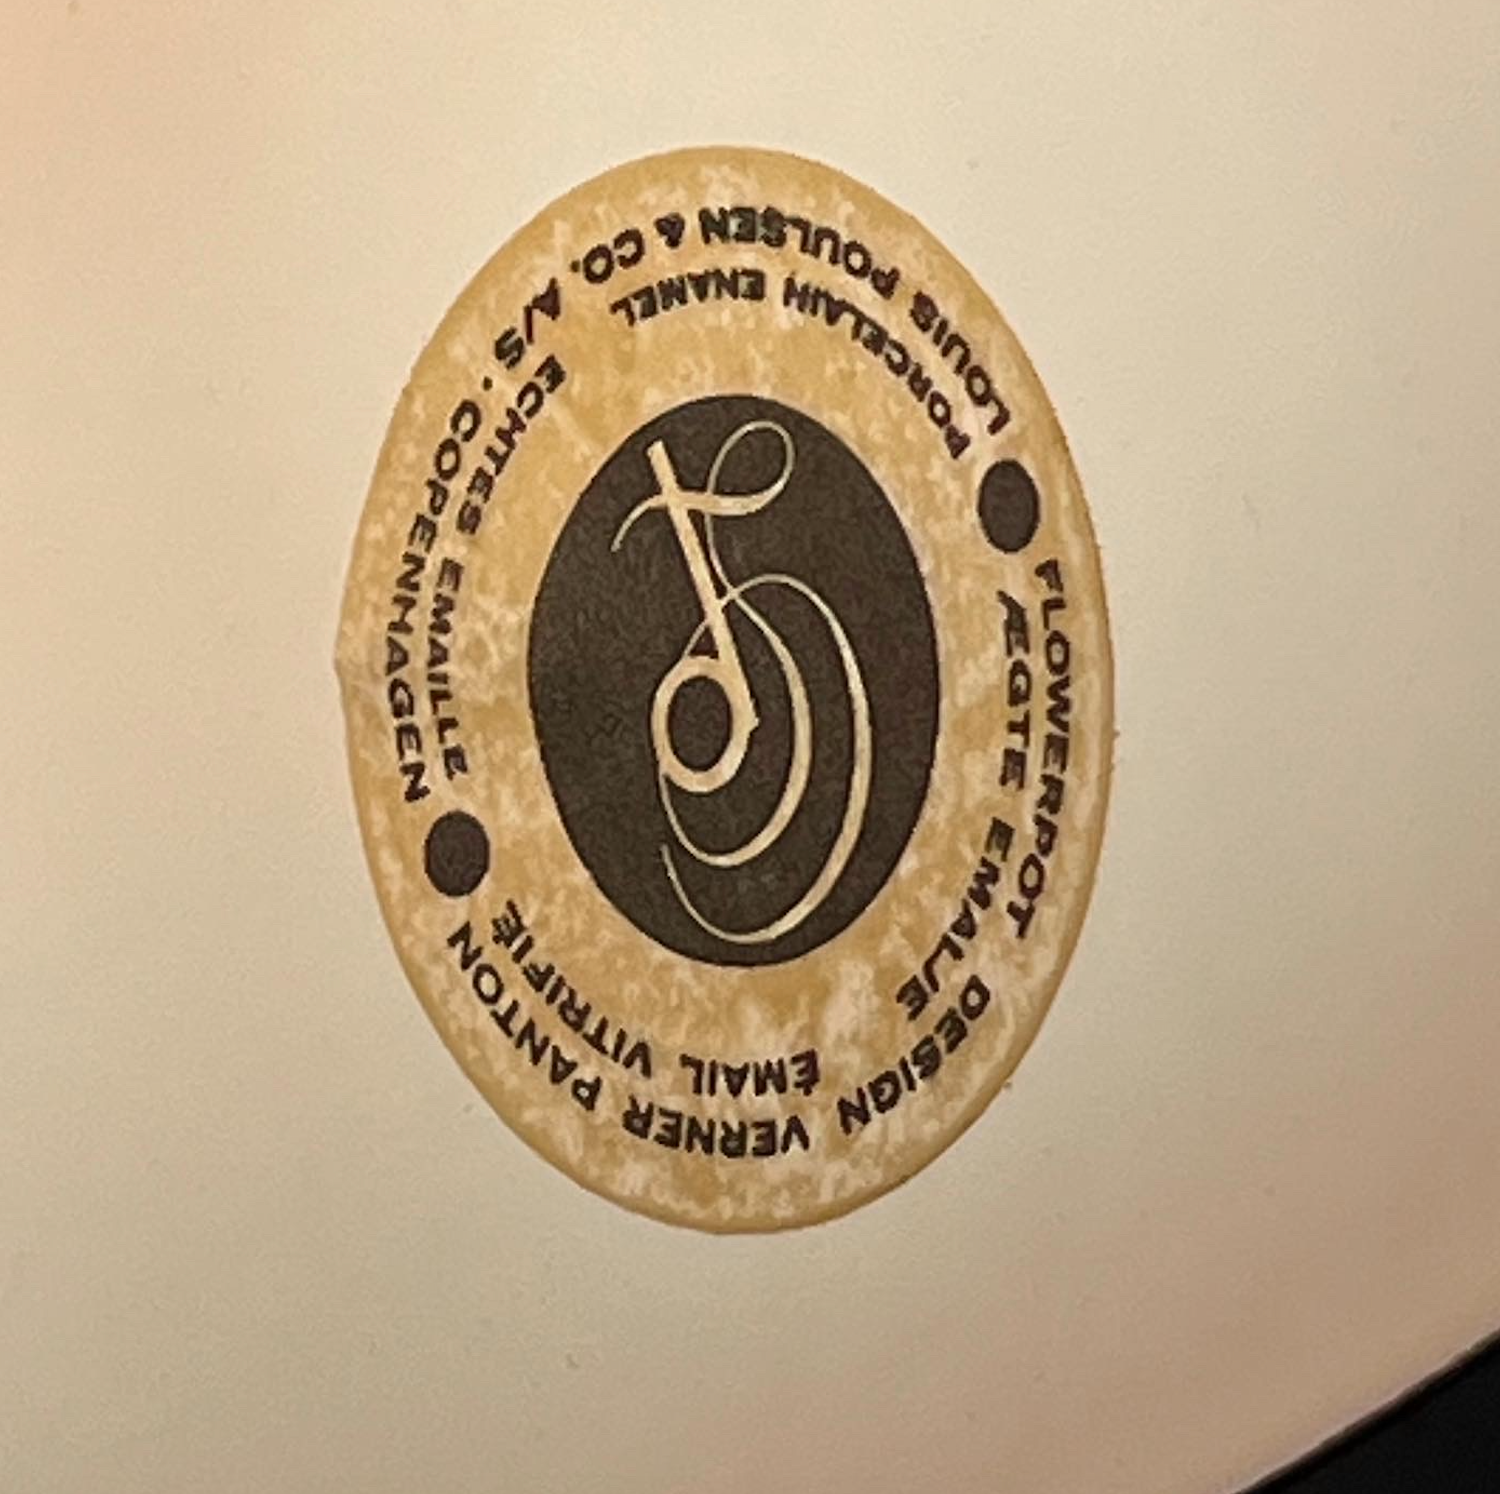 FLOWERPOT DESIGN VERNER PANTON
LOUIS POULSEN & CO. A/S · COPENHAGEN
ÆGTE EMALJE
ÉMAIL VITRIFIÉ
ECHTES EMAILLE
PORCELAIN ENAMEL